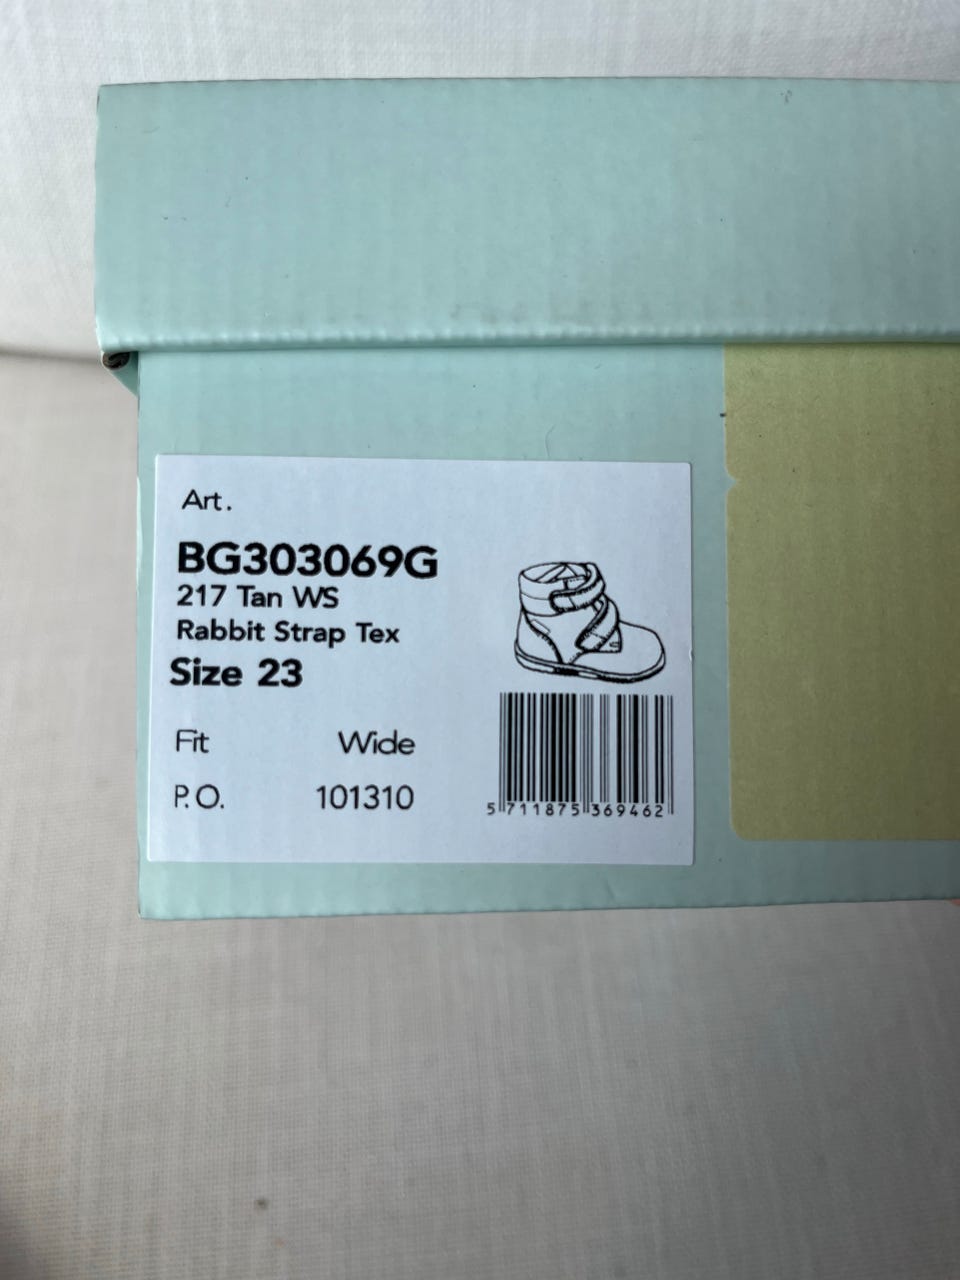 Art.
BG303069G
217 Tan WS
Rabbit Strap Tex
Size 23
Fit Wide
P.O. 101310
5 711875 369462